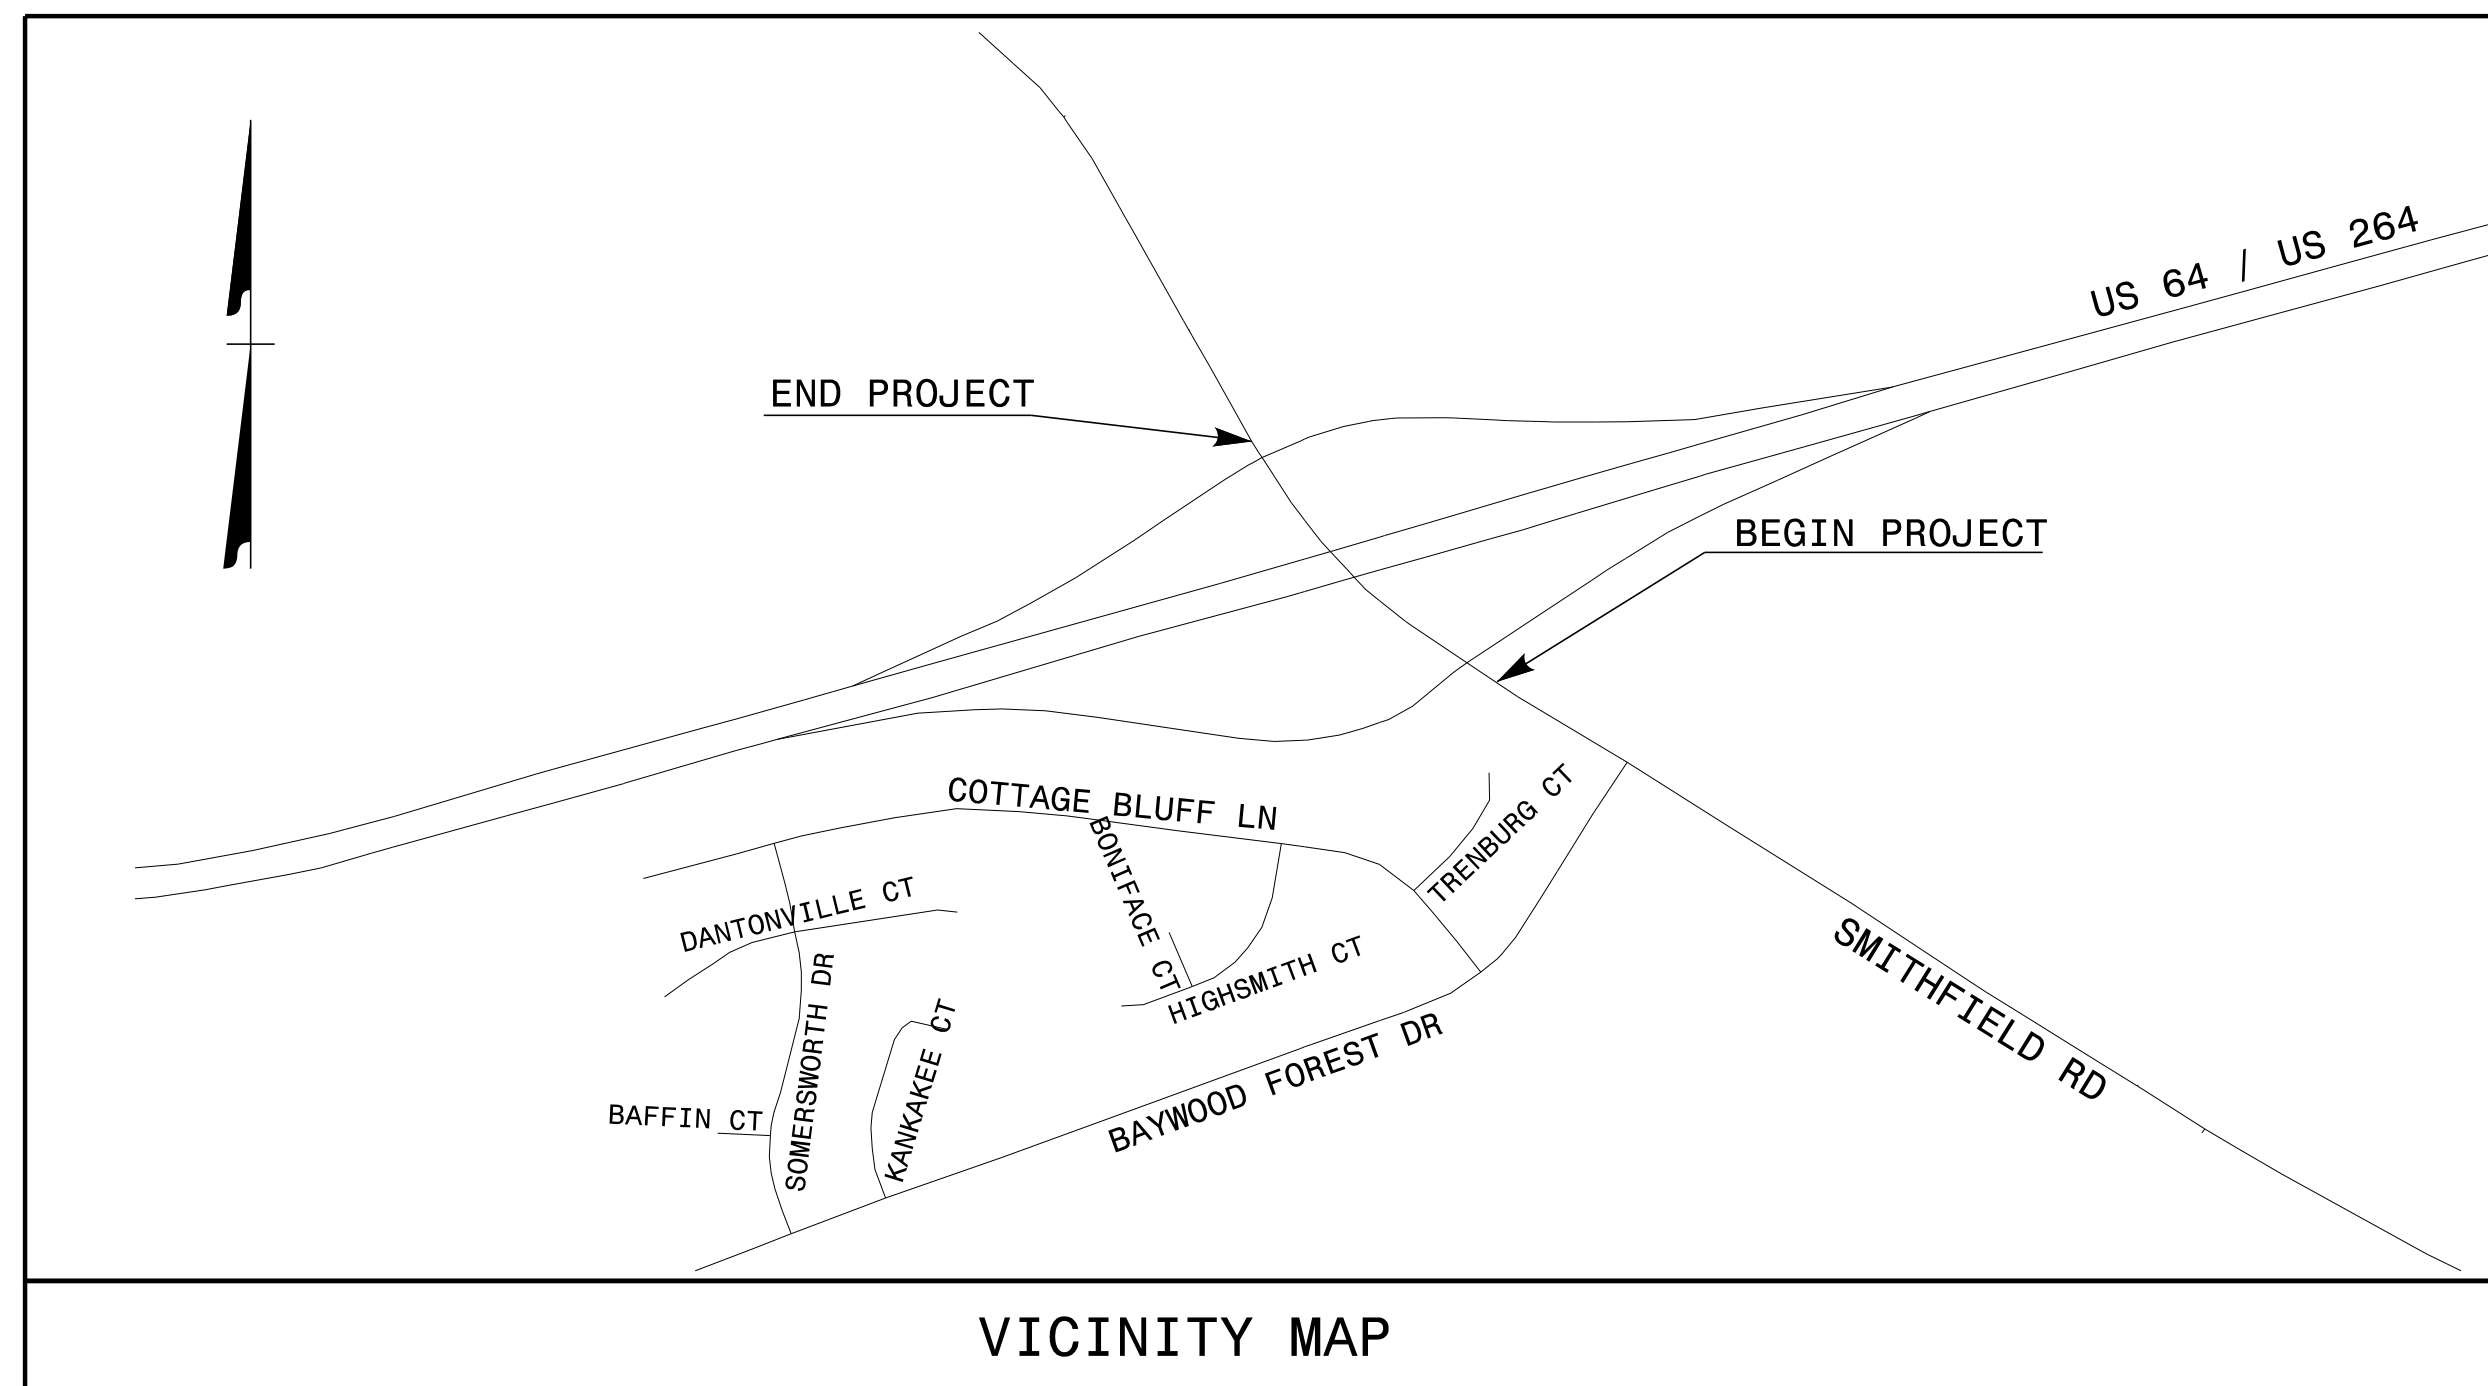 US 64 / US 264
END PROJECT
BEGIN PROJECT
COTTAGE BLUFF LN
TRENBURG CT
BONIFACE CT
DANTONVILLE CT
HIGHSMITH CT
SMITHFIELD RD
SOMERSWORTH DR
KANKAKEE CT
BAYWOOD FOREST DR
BAFFIN CT
VICINITY MAP